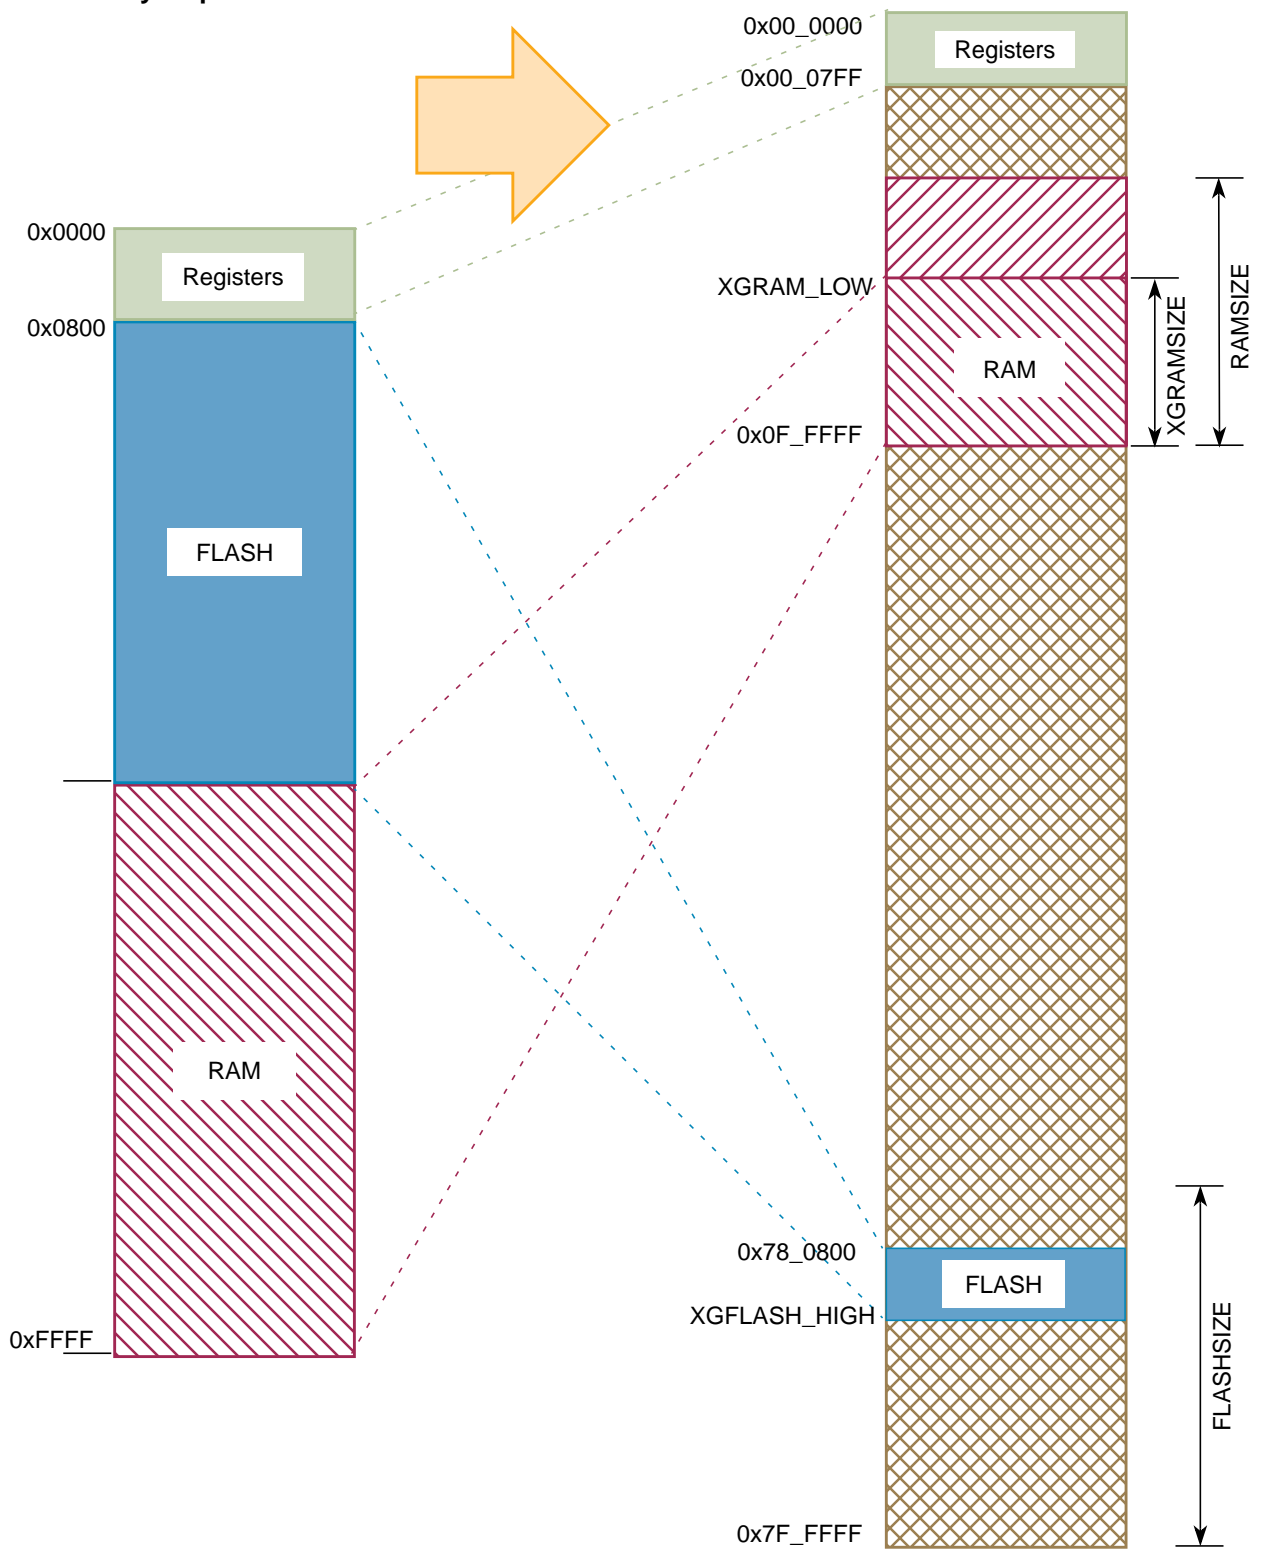 0x00_0000
Registers
0x00_07FF
0x0000
Registers
0x0800
XGRAM_LOW
RAM
XGRAMSIZE
RAMSIZE
0x0F_FFFF
FLASH
RAM
0x78_0800
FLASH
XGFLASH_HIGH
FLASHSIZE
0xFFFF
0x7F_FFFF